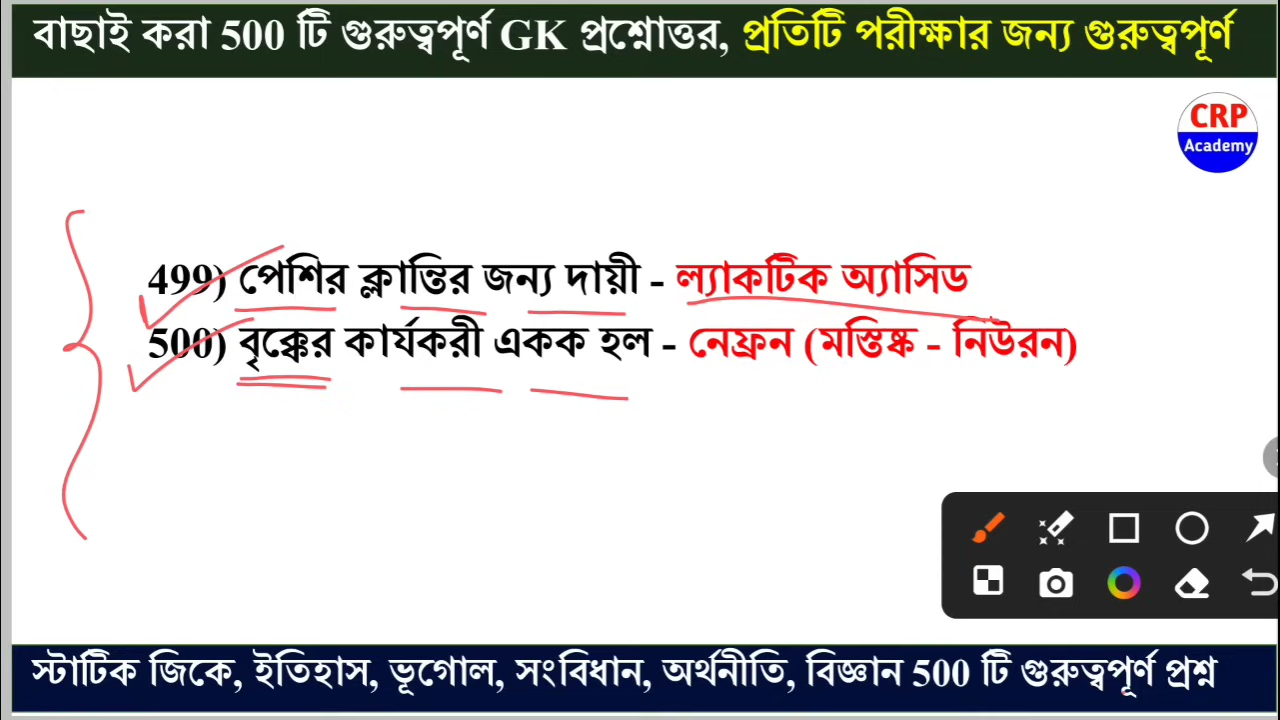 বাছাই করা 500 টি গুরুত্বপূর্ণ GK প্রশ্নোত্তর, প্রতিটি পরীক্ষার জন্য গুরুত্বপূর্ণ
CRP
Academy
499) পেশির ক্লান্তির জন্য দায়ী - ল্যাকটিক অ্যাসিড
500) বৃক্কের কার্যকরী একক হল - নেফ্রন (মস্তিষ্ক - নিউরন)
স্টাটিক জিকে, ইতিহাস, ভূগোল, সংবিধান, অর্থনীতি, বিজ্ঞান 500 টি গুরুত্বপূর্ণ প্রশ্ন